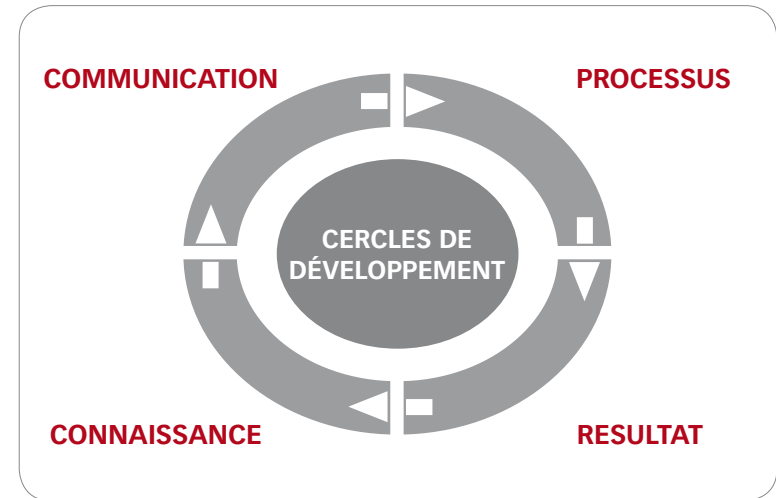 COMMUNICATION
PROCESSUS
CERCLES DE
DÉVELOPPEMENT
CONNAISSANCE
RESULTAT